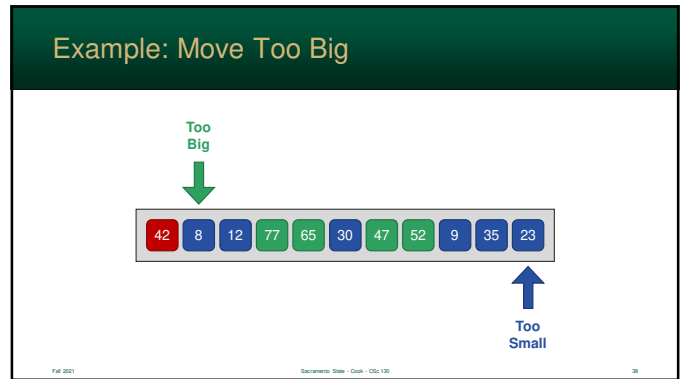 Example: Move Too Big
Too
Big
42 8 12 77 65 30 47 52 9 35 23
Too
Small
Fall 2021 Sacramento State - Cook - CSc 130 38